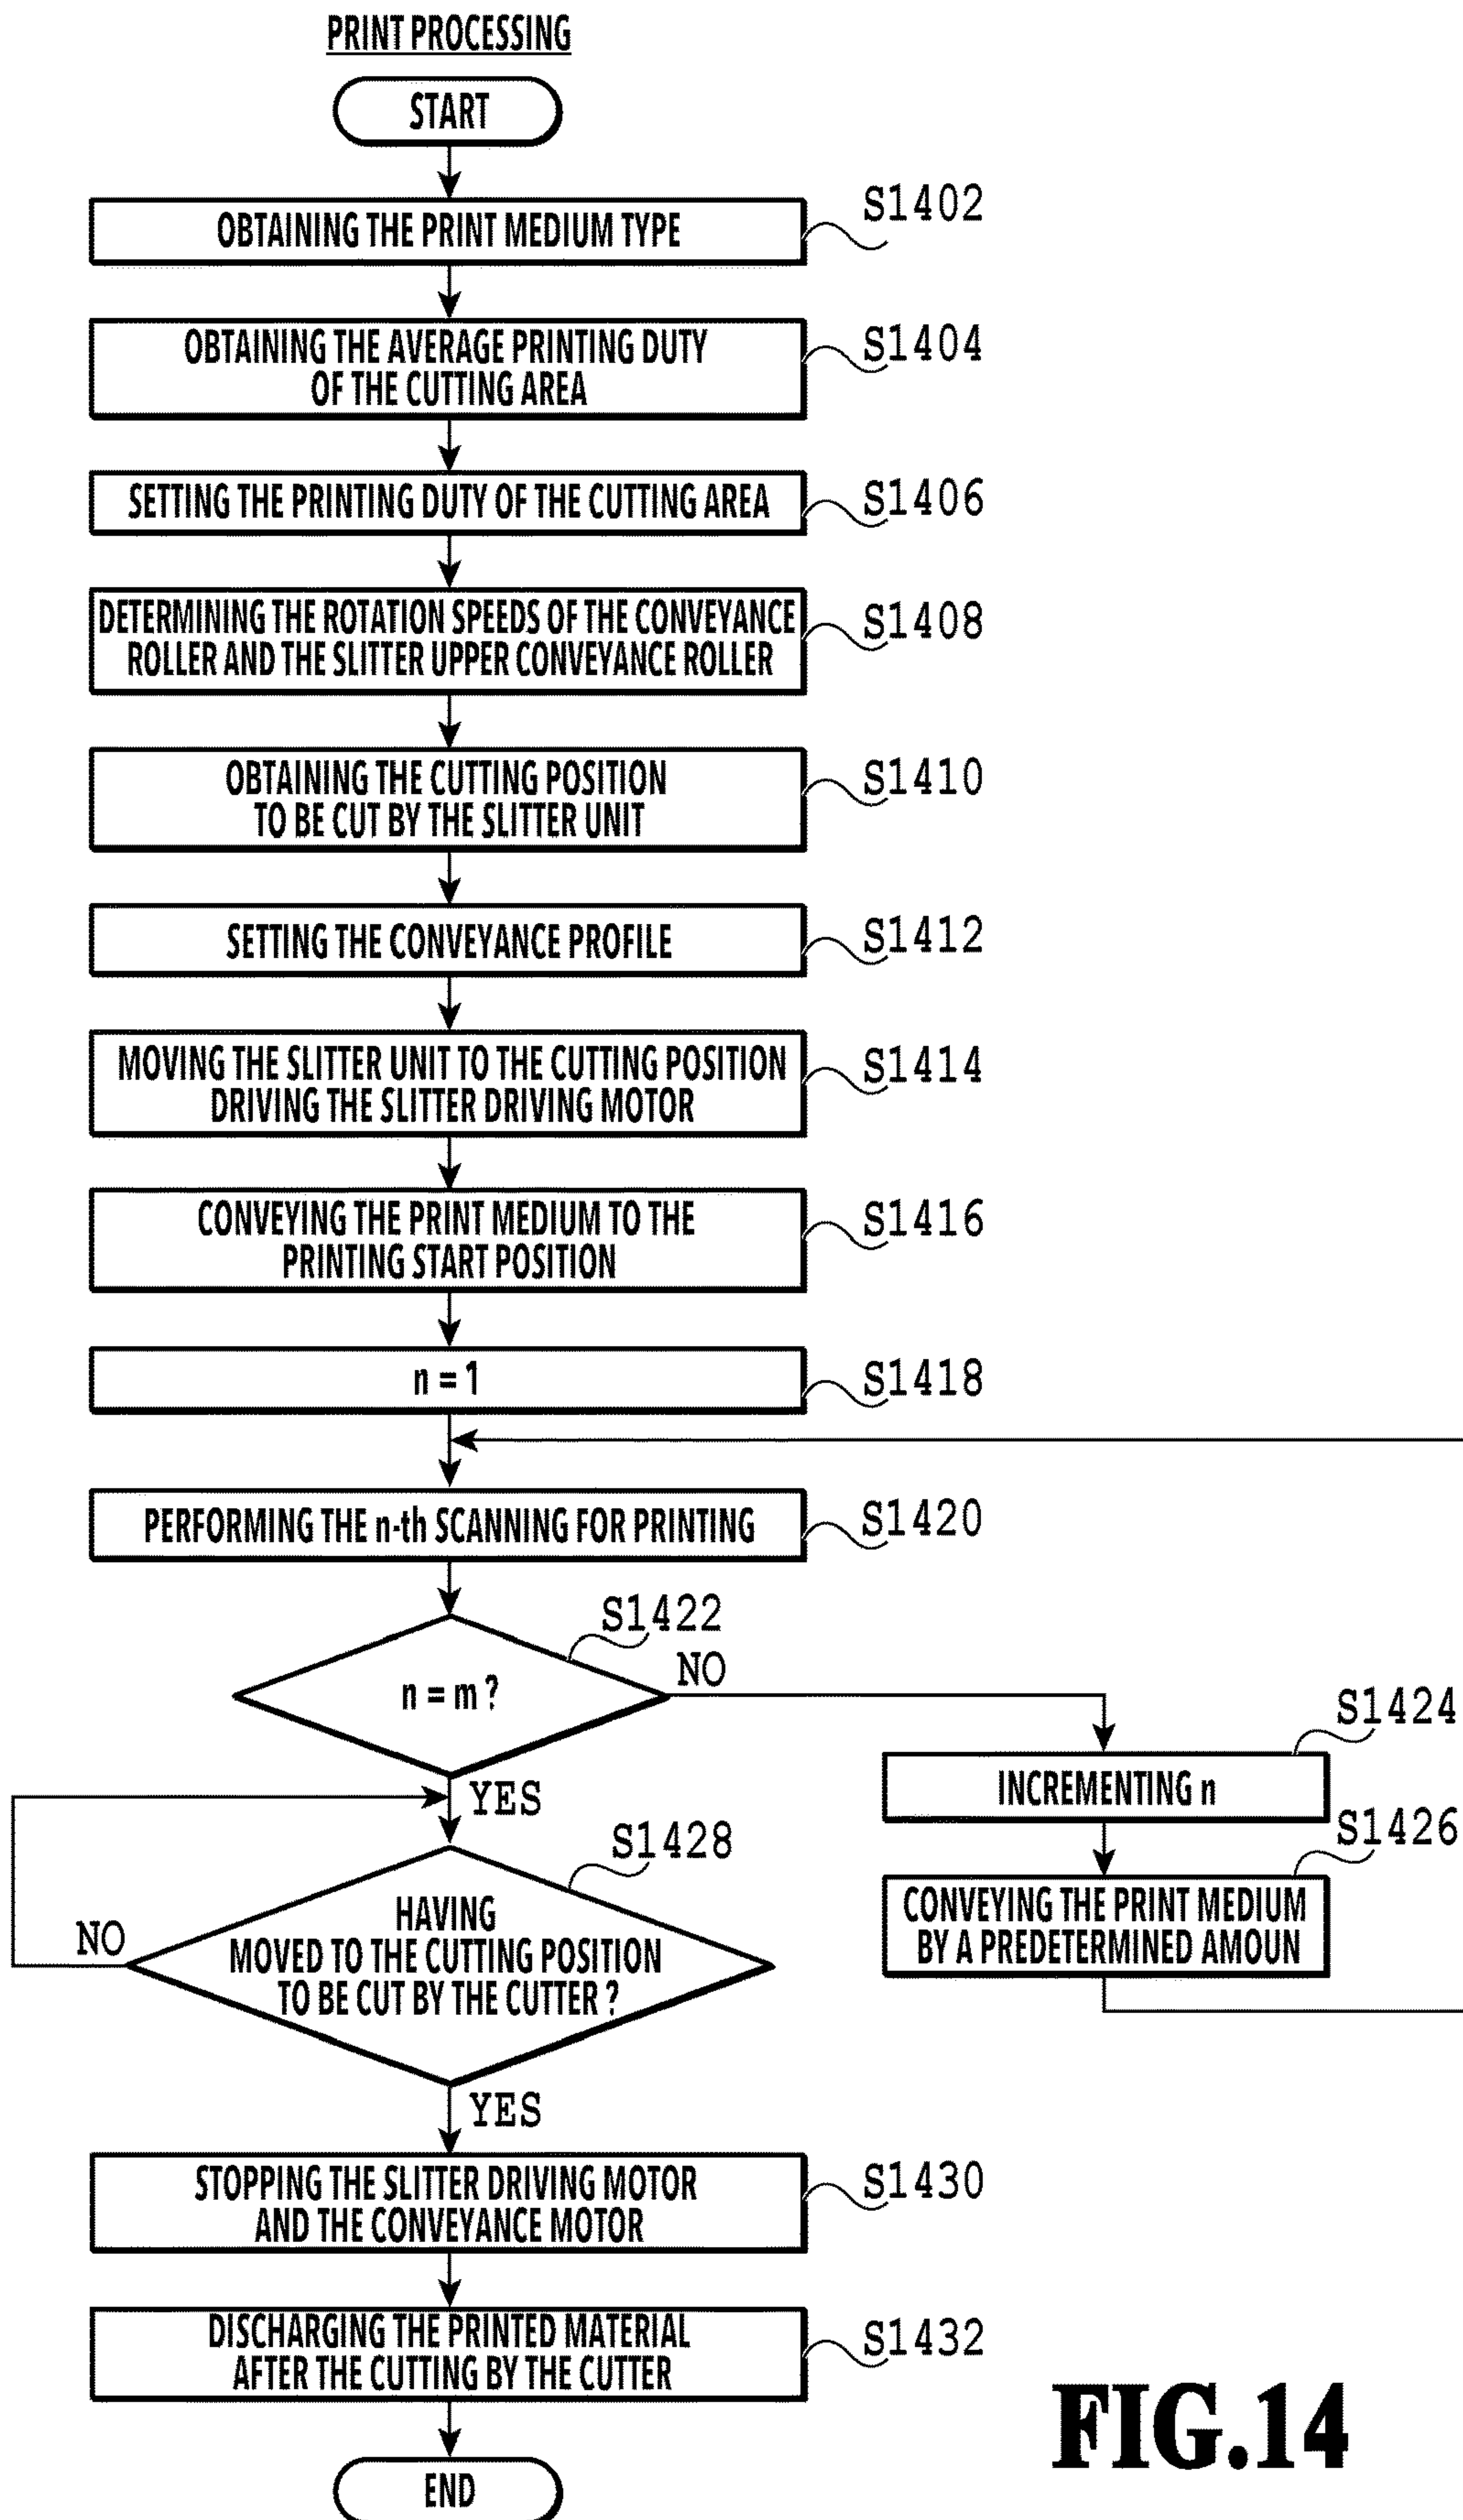 PRINT PROCESSING
START
OBTAINING THE PRINT MEDIUM TYPE
S1402
OBTAINING THE AVERAGE PRINTING DUTY
OF THE CUTTING AREA
S1404
SETTING THE PRINTING DUTY OF THE CUTTING AREA
S1406
DETERMINING THE ROTATION SPEEDS OF THE CONVEYANCE
ROLLER AND THE SLITTER UPPER CONVEYANCE ROLLER
S1408
OBTAINING THE CUTTING POSITION
TO BE CUT BY THE SLITTER UNIT
S1410
SETTING THE CONVEYANCE PROFILE
S1412
MOVING THE SLITTER UNIT TO THE CUTTING POSITION
DRIVING THE SLITTER DRIVING MOTOR
S1414
CONVEYING THE PRINT MEDIUM TO THE
PRINTING START POSITION
S1416
n = 1
S1418
PERFORMING THE n-th SCANNING FOR PRINTING
S1420
S1422
n = m ?
NO
YES
S1424
INCREMENTING n
S1426
CONVEYING THE PRINT MEDIUM
BY A PREDETERMINED AMOUN
S1428
HAVING
MOVED TO THE CUTTING POSITION
TO BE CUT BY THE CUTTER ?
NO
YES
STOPPING THE SLITTER DRIVING MOTOR
AND THE CONVEYANCE MOTOR
S1430
DISCHARGING THE PRINTED MATERIAL
AFTER THE CUTTING BY THE CUTTER
S1432
END
FIG.14